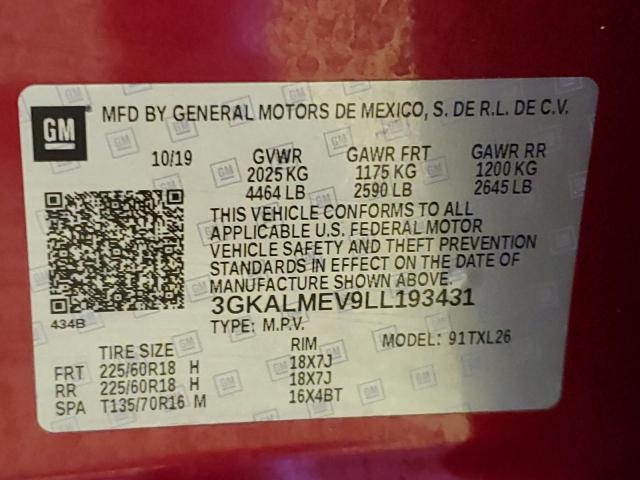 GM MFD BY GENERAL MOTORS DE MEXICO, S. DE R.L. DE C.V.
10/19 GVWR GAWR FRT GAWR RR
2025 KG 1175 KG 1200 KG
4464 LB 2590 LB 2645 LB
THIS VEHICLE CONFORMS TO ALL
APPLICABLE U.S. FEDERAL MOTOR
VEHICLE SAFETY AND THEFT PREVENTION
STANDARDS IN EFFECT ON THE DATE OF
MANUFACTURE SHOWN ABOVE.
3GKALMEV9LL193431
434B
TYPE: M.P.V. MODEL: 91TXL26
TIRE SIZE RIM
FRT 225/60R18 H 18X7J
RR 225/60R18 H 18X7J
SPA T135/70R16 M 16X4BT